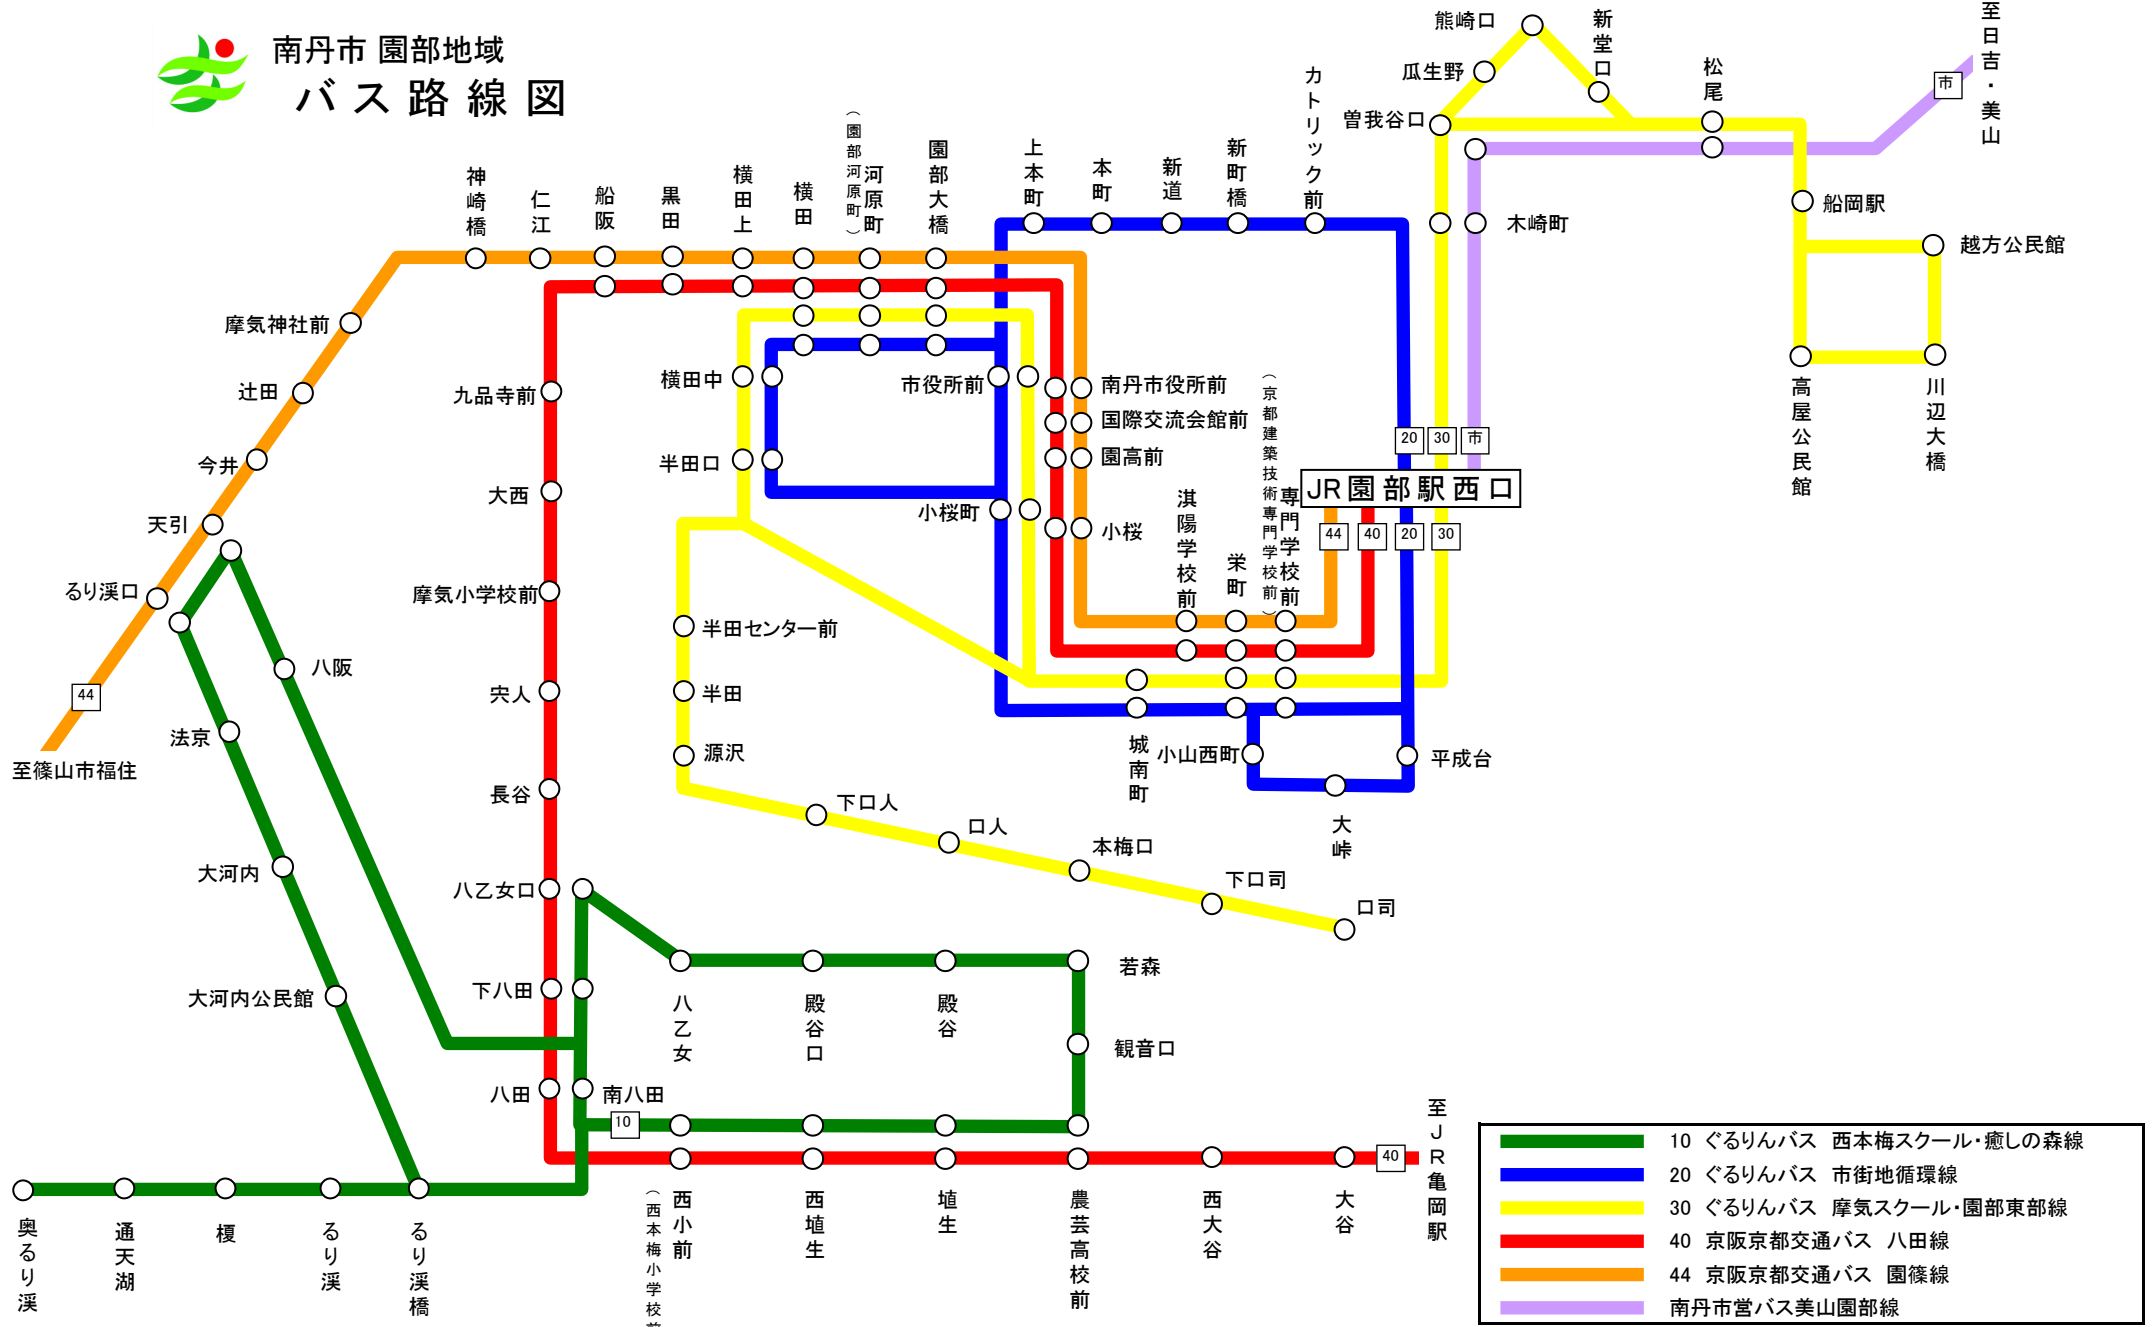 南丹市 園部地域
バス路線図
熊崎口
新堂口
瓜生野
松尾
至日吉・美山
市
曽我谷口
カトリック前
新町橋
新道
本町
上本町
園部大橋
河原町
（園部河原町）
横田
横田上
黒田
船阪
仁江
神崎橋
木崎町
船岡駅
越方公民館
高屋公民館
川辺大橋
摩気神社前
辻田
今井
天引
るり渓口
44
至篠山市福住
九品寺前
大西
摩気小学校前
宍人
長谷
八乙女口
下八田
八田
横田中
半田口
市役所前
小桜町
南丹市役所前
国際交流会館前
園高前
小桜
淇陽学校前
栄町
（京都建築技術専門学校前）
専門学校前
20
30
市
JR園部駅西口
44
40
20
30
半田センター前
半田
源沢
城南町
小山西町
平成台
大峠
下口人
口人
本梅口
下口司
口司
八阪
法京
大河内
大河内公民館
八乙女
殿谷口
殿谷
若森
観音口
南八田
10
40
至JR亀岡駅
奥るり渓
通天湖
榎
るり渓
るり渓橋
西小前
西埴生
埴生
農芸高校前
西大谷
大谷
10 ぐるりんバス 西本梅スクール・癒しの森線
20 ぐるりんバス 市街地循環線
30 ぐるりんバス 摩気スクール・園部東部線
40 京阪京都交通バス 八田線
44 京阪京都交通バス 園篠線
南丹市営バス美山園部線
（西本梅小学校